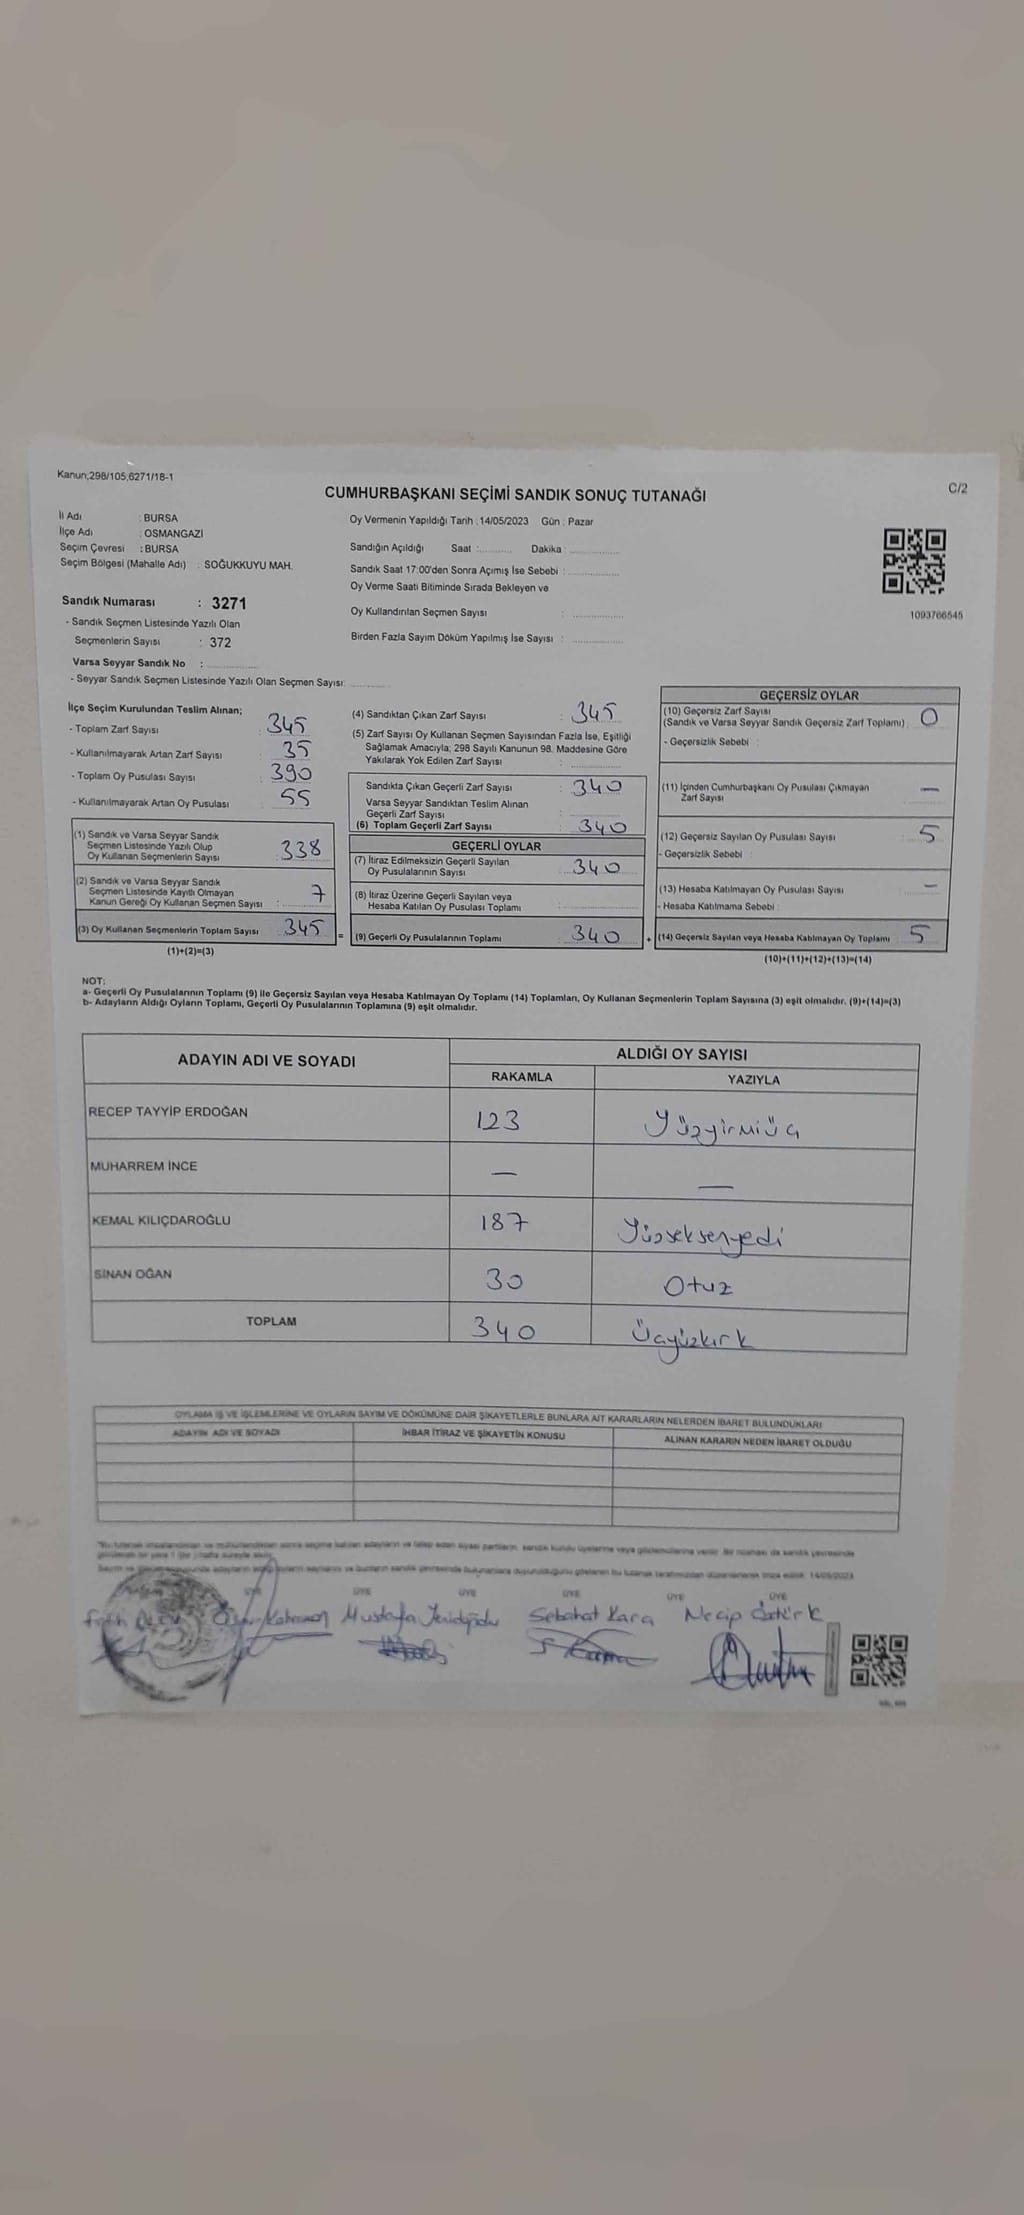 Kanun;298/105,6271/18-1
C/2
CUMHURBAŞKANI SEÇİMİ SANDIK SONUÇ TUTANAĞI
İl Adı : BURSA
İlçe Adı : OSMANGAZİ
Seçim Çevresi : BURSA
Seçim Bölgesi (Mahalle Adı) : SOĞUKKUYU MAH.
Sandık Numarası : 3271
- Sandık Seçmen Listesinde Yazılı Olan
Seçmenlerin Sayısı : 372
Varsa Seyyar Sandık No :
- Seyyar Sandık Seçmen Listesinde Yazılı Olan Seçmen Sayısı:
Oy Vermenin Yapıldığı Tarih : 14/05/2023 Gün : Pazar
Sandığın Açıldığı Saat : Dakika :
Sandık Saat 17:00'den Sonra Açılmış İse Sebebi :
Oy Verme Saati Bitiminde Sırada Bekleyen ve
Oy Kullandırılan Seçmen Sayısı :
Birden Fazla Sayım Döküm Yapılmış İse Sayısı :
1093766545
İlçe Seçim Kurulundan Teslim Alınan;
- Toplam Zarf Sayısı : 345
- Kullanılmayarak Artan Zarf Sayısı : 35
- Toplam Oy Pusulası Sayısı : 390
- Kullanılmayarak Artan Oy Pusulası : 55
(1) Sandık ve Varsa Seyyar Sandık
Seçmen Listesinde Yazılı Olup
Oy Kullanan Seçmenlerin Sayısı : 338
(2) Sandık ve Varsa Seyyar Sandık
Seçmen Listesinde Kayıtlı Olmayan
Kanun Gereği Oy Kullanan Seçmen Sayısı : 7
(3) Oy Kullanan Seçmenlerin Toplam Sayısı 345 =
(1)+(2)=(3)
(4) Sandıktan Çıkan Zarf Sayısı : 345
(5) Zarf Sayısı Oy Kullanan Seçmen Sayısından Fazla İse, Eşitliği
Sağlamak Amacıyla; 298 Sayılı Kanunun 98. Maddesine Göre
Yakılarak Yok Edilen Zarf Sayısı :
Sandıkta Çıkan Geçerli Zarf Sayısı : 340
Varsa Seyyar Sandıktan Teslim Alınan
Geçerli Zarf Sayısı :
(6) Toplam Geçerli Zarf Sayısı : 340
GEÇERLİ OYLAR
(7) İtiraz Edilmeksizin Geçerli Sayılan
Oy Pusulalarının Sayısı : 340
(8) İtiraz Üzerine Geçerli Sayılan veya
Hesaba Katılan Oy Pusulası Toplamı :
(9) Geçerli Oy Pusulalarının Toplamı : 340 +
GEÇERSİZ OYLAR
(10) Geçersiz Zarf Sayısı
(Sandık ve Varsa Seyyar Sandık Geçersiz Zarf Toplamı) : 0
- Geçersizlik Sebebi :
(11) İçinden Cumhurbaşkanı Oy Pusulası Çıkmayan
Zarf Sayısı : —
(12) Geçersiz Sayılan Oy Pusulası Sayısı : 5
- Geçersizlik Sebebi :
(13) Hesaba Katılmayan Oy Pusulası Sayısı : —
- Hesaba Katılmama Sebebi :
(14) Geçersiz Sayılan veya Hesaba Katılmayan Oy Toplamı 5
(10)+(11)+(12)+(13)=(14)
NOT:
a- Geçerli Oy Pusulalarının Toplamı (9) ile Geçersiz Sayılan veya Hesaba Katılmayan Oy Toplamı (14) Toplamları, Oy Kullanan Seçmenlerin Toplam Sayısına (3) eşit olmalıdır. (9)+(14)=(3)
b- Adayların Aldığı Oyların Toplamı, Geçerli Oy Pusulalarının Toplamına (9) eşit olmalıdır.
ADAYIN ADI VE SOYADI
ALDIĞI OY SAYISI
RAKAMLA YAZIYLA
RECEP TAYYİP ERDOĞAN 123 Yüzyirmiüç
MUHARREM İNCE — —
KEMAL KILIÇDAROĞLU 187 Yüzseksenyedi
SİNAN OĞAN 30 Otuz
TOPLAM 340 Üçyüzkırk
OYLAMA İŞ VE İŞLEMLERİNE VE OYLARIN SAYIM VE DÖKÜMÜNE DAİR ŞİKAYETLERLE BUNLARA AİT KARARLARIN NELERDEN İBARET BULUNDUKLARI
ADAYIN ADI VE SOYADI İHBAR İTİRAZ VE ŞİKAYETİN KONUSU ALINAN KARARIN NEDEN İBARET OLDUĞU
ÜYE ÜYE ÜYE ÜYE ÜYE ÜYE
Kahraman Mustafa Sebahat Kara Necip Öztürk